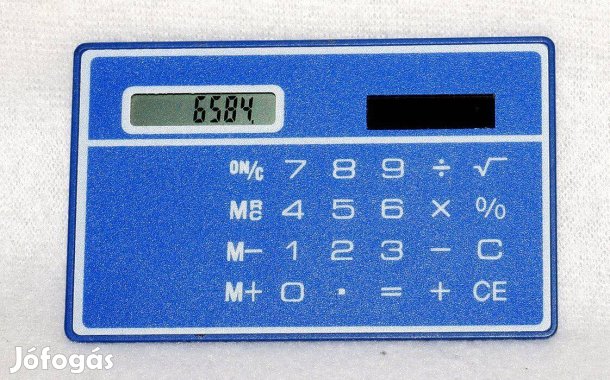 6584.
ON/C 7 8 9 ÷ √
MRC 4 5 6 × %
M− 1 2 3 − C
M+ 0 · = + CE
Jófogás